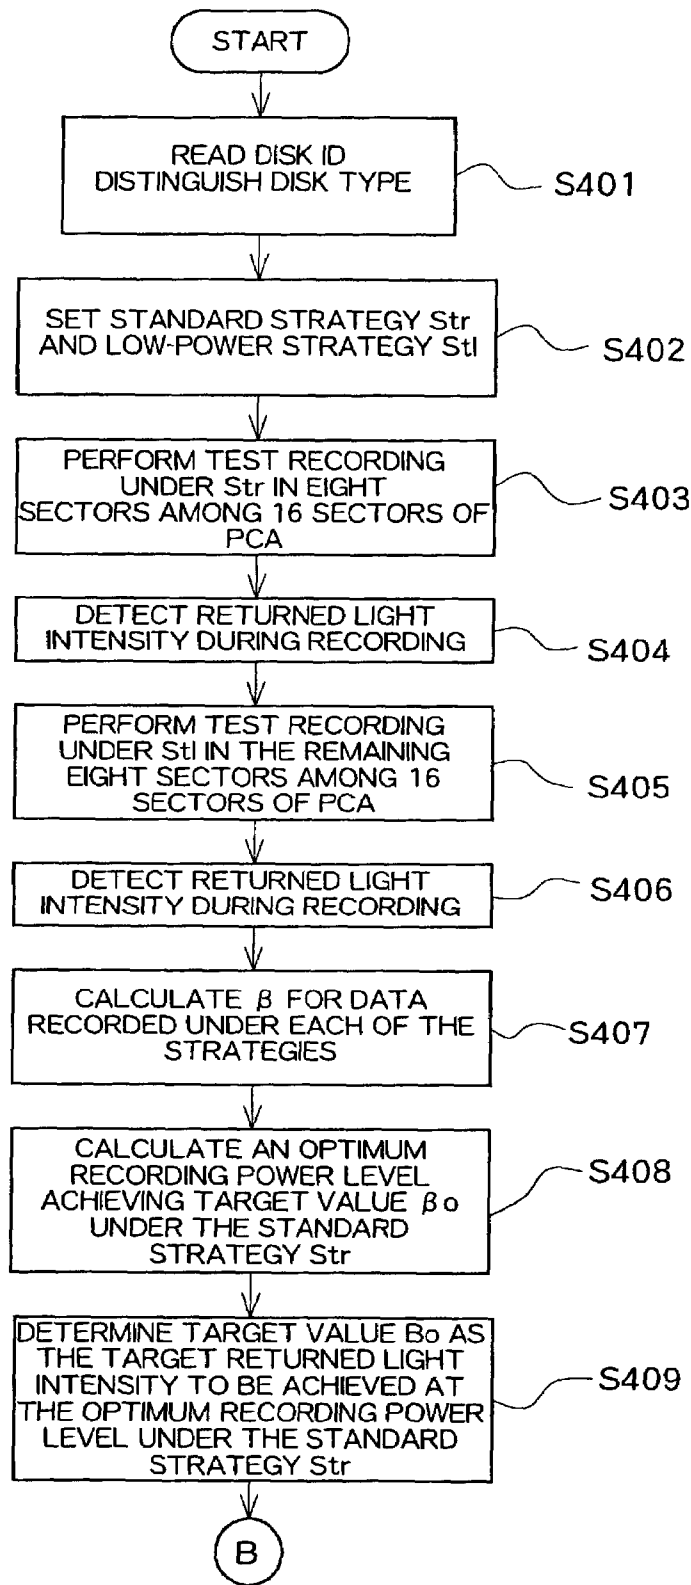 START
READ DISK ID
DISTINGUISH DISK TYPE
S401
SET STANDARD STRATEGY Str
AND LOW-POWER STRATEGY Stl
S402
PERFORM TEST RECORDING
UNDER Str IN EIGHT
SECTORS AMONG 16 SECTORS OF
PCA
S403
DETECT RETURNED LIGHT
INTENSITY DURING RECORDING
S404
PERFORM TEST RECORDING
UNDER Stl IN THE REMAINING
EIGHT SECTORS AMONG 16
SECTORS OF PCA
S405
DETECT RETURNED LIGHT
INTENSITY DURING RECORDING
S406
CALCULATE β FOR DATA
RECORDED UNDER EACH OF THE
STRATEGIES
S407
CALCULATE AN OPTIMUM
RECORDING POWER LEVEL
ACHIEVING TARGET VALUE βo
UNDER THE STANDARD
STRATEGY Str
S408
DETERMINE TARGET VALUE Bo AS
THE TARGET RETURNED LIGHT
INTENSITY TO BE ACHIEVED AT
THE OPTIMUM RECORDING POWER
LEVEL UNDER THE STANDARD
STRATEGY Str
S409
B